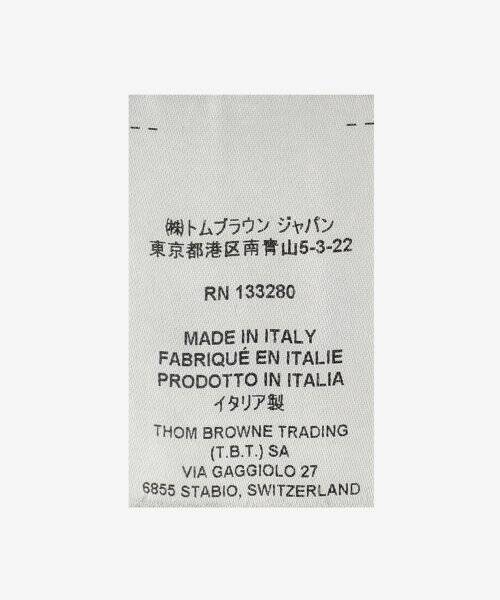 ㈱トムブラウン ジャパン
東京都港区南青山5-3-22
RN 133280
MADE IN ITALY
FABRIQUÉ EN ITALIE
PRODOTTO IN ITALIA
イタリア製
THOM BROWNE TRADING
(T.B.T.) SA
VIA GAGGIOLO 27
6855 STABIO, SWITZERLAND